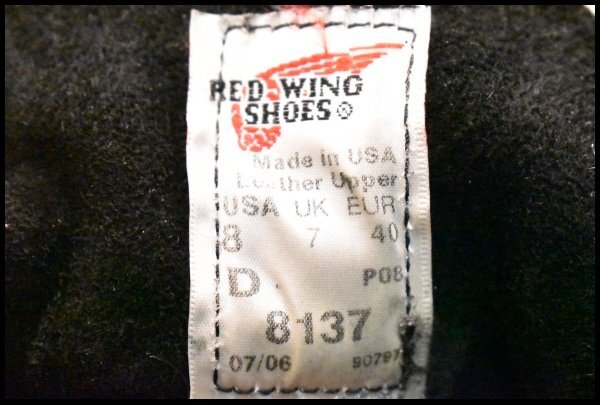 RED WING
SHOES®
Made in USA
Leather Upper
USA UK EUR
8 7 40
D P08
8137
07/06 90797